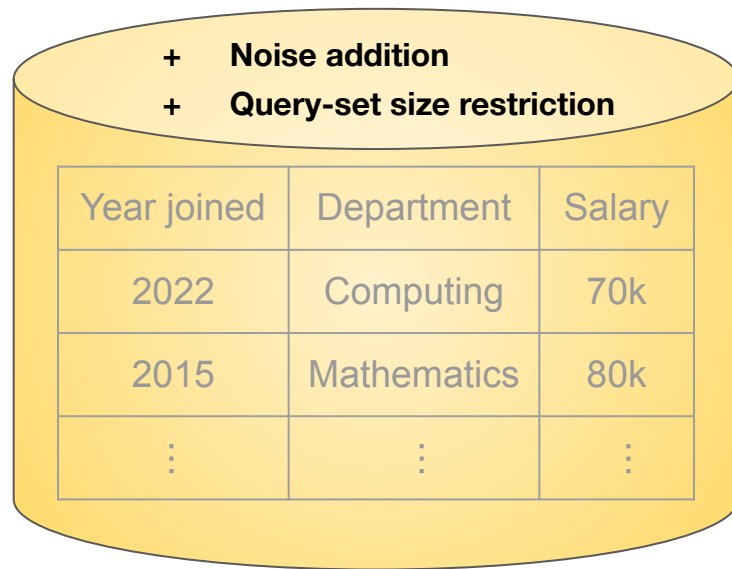 + Noise addition
+ Query-set size restriction
Year joined Department Salary
2022 Computing 70k
2015 Mathematics 80k
⋮ ⋮ ⋮